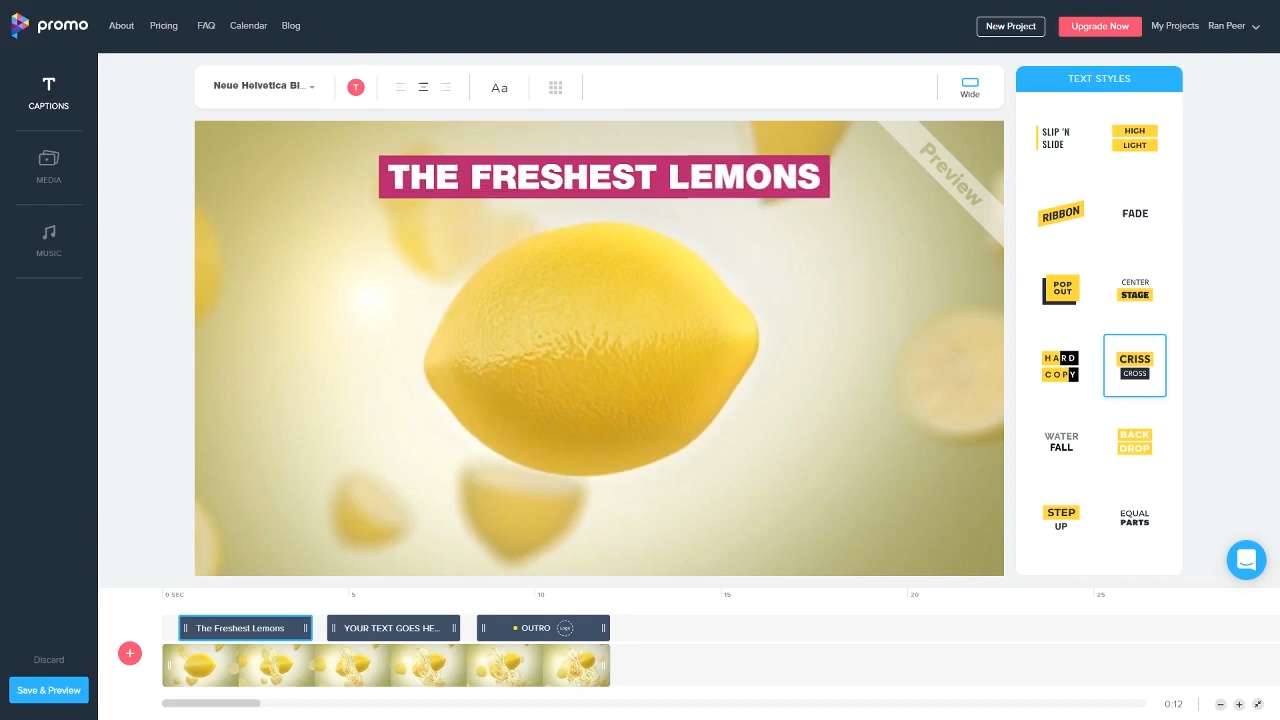 promo
About
Pricing
FAQ
Calendar
Blog
New Project
Upgrade Now
My Projects
Ran Peer
T
CAPTIONS
MEDIA
MUSIC
Discard
Save & Preview
Neue Helvetica Bl...
T
Aa
Wide
THE FRESHEST LEMONS
Preview
TEXT STYLES
SLIP 'N
SLIDE
HIGH
LIGHT
RIBBON
FADE
POP
OUT
CENTER
STAGE
HARD
COPY
CRISS
CROSS
WATER
FALL
BACK
DROP
STEP
UP
EQUAL
PARTS
0 SEC
5
10
15
20
25
The Freshest Lemons
YOUR TEXT GOES HE...
OUTRO
Logo
0:12